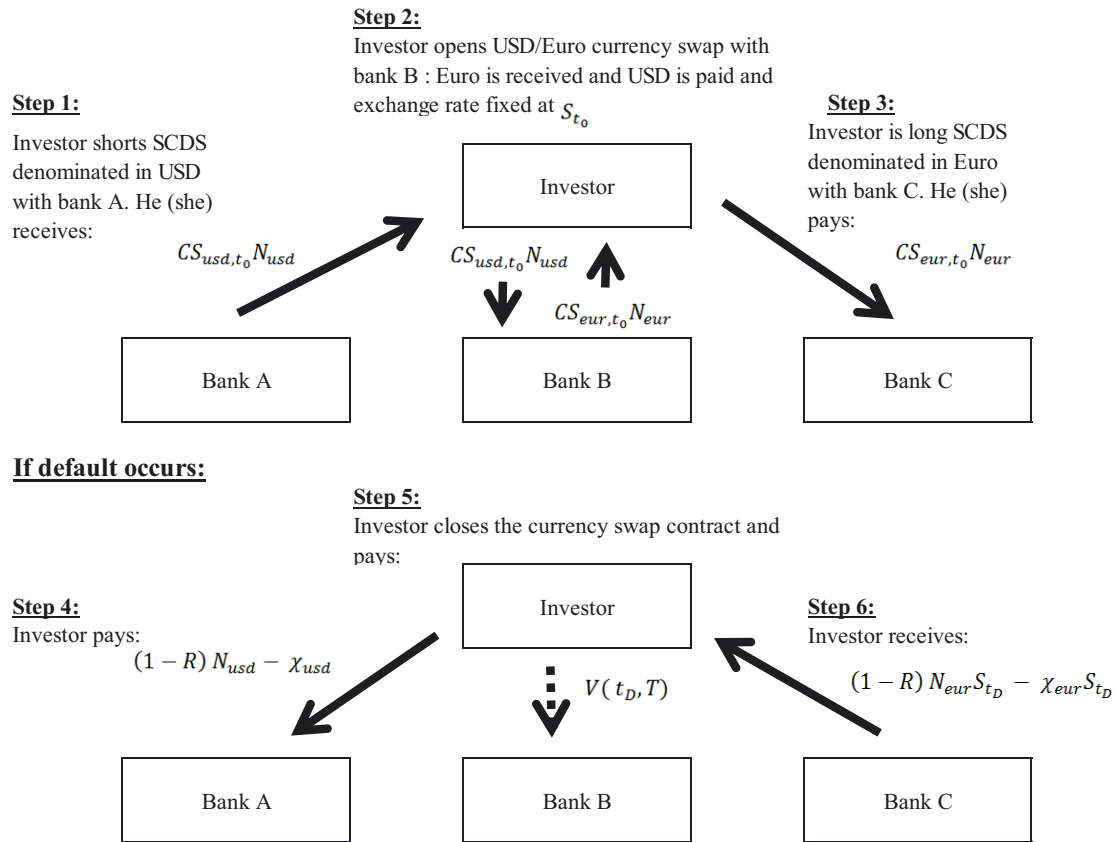 Step 2:
Investor opens USD/Euro currency swap with
bank B : Euro is received and USD is paid and
exchange rate fixed at S_{t_0}
Step 1:
Investor shorts SCDS
denominated in USD
with bank A. He (she)
receives:
CS_{usd,t_0}N_{usd}
Step 3:
Investor is long SCDS
denominated in Euro
with bank C. He (she)
pays:
CS_{eur,t_0}N_{eur}
Investor
CS_{usd,t_0}N_{usd}
CS_{eur,t_0}N_{eur}
Bank A
Bank B
Bank C
If default occurs:
Step 5:
Investor closes the currency swap contract and
pays:
Step 4:
Investor pays:
(1 − R) N_{usd} − χ_{usd}
Investor
Step 6:
Investor receives:
(1 − R) N_{eur}S_{t_D} − χ_{eur}S_{t_D}
V( t_D, T)
Bank A
Bank B
Bank C